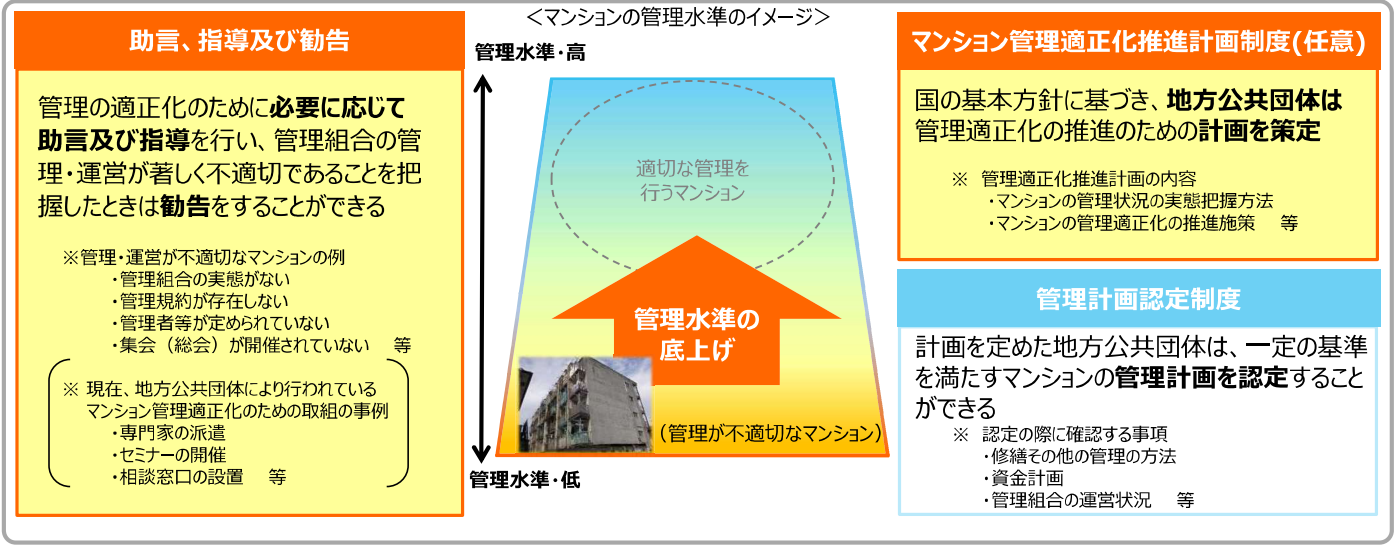 助言、指導及び勧告
管理の適正化のために必要に応じて
助言及び指導を行い、管理組合の管
理・運営が著しく不適切であることを把
握したときは勧告をすることができる
※管理・運営が不適切なマンションの例
・管理組合の実態がない
・管理規約が存在しない
・管理者等が定められていない
・集会（総会）が開催されていない　等
※ 現在、地方公共団体により行われている
マンション管理適正化のための取組の事例
・専門家の派遣
・セミナーの開催
・相談窓口の設置　等
＜マンションの管理水準のイメージ＞
管理水準・高
適切な管理を
行うマンション
管理水準の
底上げ
（管理が不適切なマンション）
管理水準・低
マンション管理適正化推進計画制度(任意)
国の基本方針に基づき、地方公共団体は
管理適正化の推進のための計画を策定
※ 管理適正化推進計画の内容
・マンションの管理状況の実態把握方法
・マンションの管理適正化の推進施策　等
管理計画認定制度
計画を定めた地方公共団体は、一定の基準
を満たすマンションの管理計画を認定すること
ができる
※ 認定の際に確認する事項
・修繕その他の管理の方法
・資金計画
・管理組合の運営状況　等